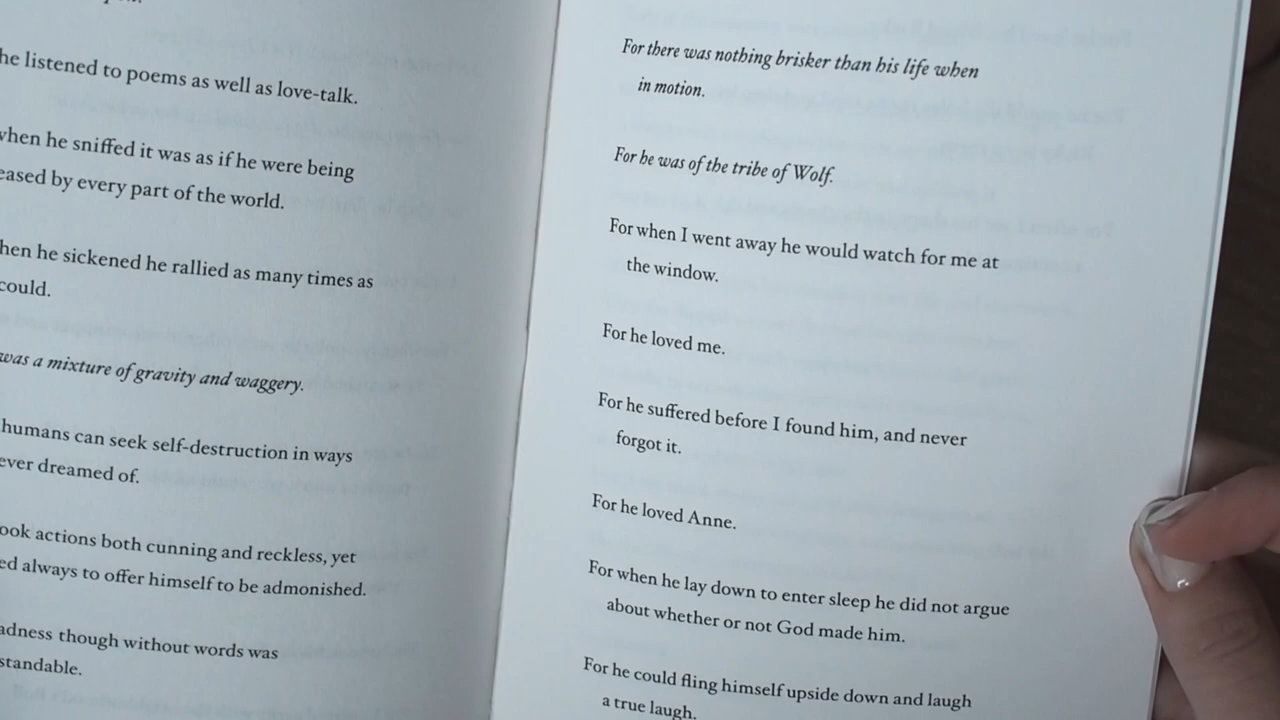 he listened to poems as well as love-talk.
when he sniffed it was as if he were being
eased by every part of the world.
hen he sickened he rallied as many times as
could.
was a mixture of gravity and waggery.
humans can seek self-destruction in ways
ever dreamed of.
ook actions both cunning and reckless, yet
ed always to offer himself to be admonished.
adness though without words was
standable.
For there was nothing brisker than his life when
in motion.
For he was of the tribe of Wolf.
For when I went away he would watch for me at
the window.
For he loved me.
For he suffered before I found him, and never
forgot it.
For he loved Anne.
For when he lay down to enter sleep he did not argue
about whether or not God made him.
For he could fling himself upside down and laugh
a true laugh.